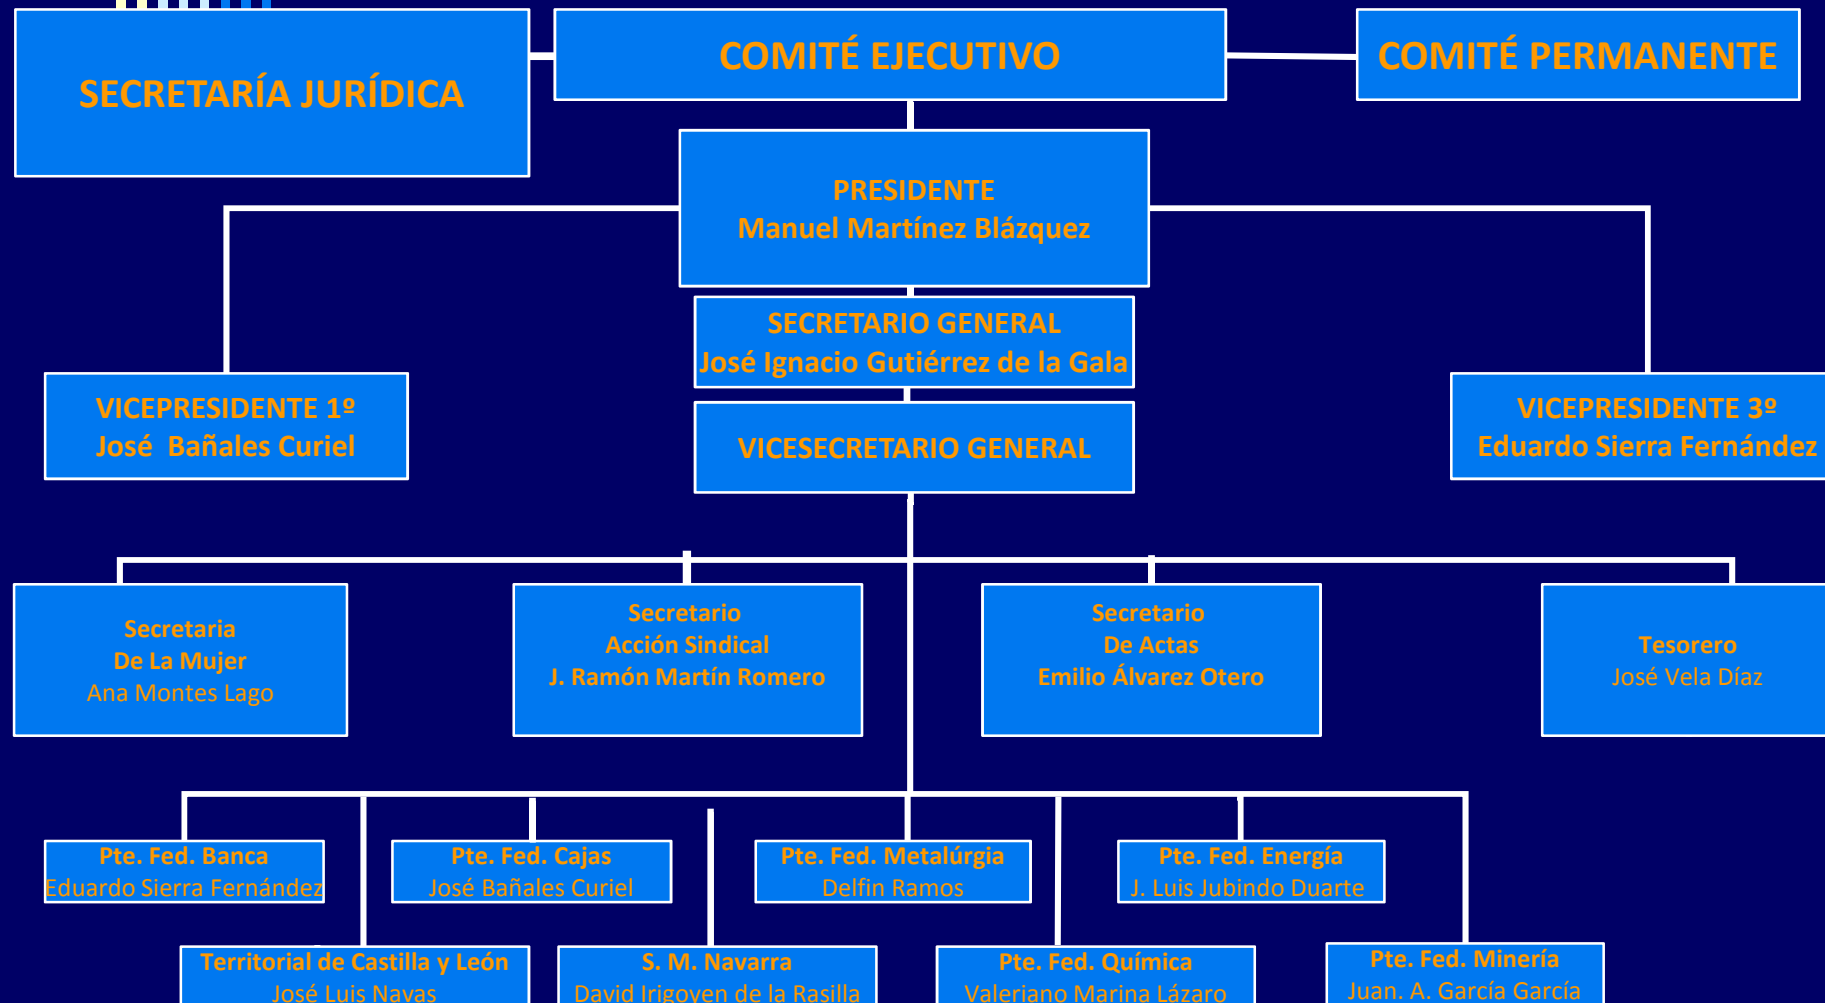 SECRETARÍA JURÍDICA
COMITÉ EJECUTIVO
COMITÉ PERMANENTE
PRESIDENTE
Manuel Martínez Blázquez
SECRETARIO GENERAL
José Ignacio Gutiérrez de la Gala
VICEPRESIDENTE 1º
José Bañales Curiel
VICESECRETARIO GENERAL
VICEPRESIDENTE 3º
Eduardo Sierra Fernández
Secretaria
De La Mujer
Ana Montes Lago
Secretario
Acción Sindical
J. Ramón Martín Romero
Secretario
De Actas
Emilio Álvarez Otero
Tesorero
José Vela Díaz
Pte. Fed. Banca
Eduardo Sierra Fernández
Pte. Fed. Cajas
José Bañales Curiel
Pte. Fed. Metalúrgia
Delfin Ramos
Pte. Fed. Energía
J. Luis Jubindo Duarte
Territorial de Castilla y León
José Luis Navas
S. M. Navarra
David Irigoyen de la Rasilla
Pte. Fed. Química
Valeriano Marina Lázaro
Pte. Fed. Minería
Juan. A. García García